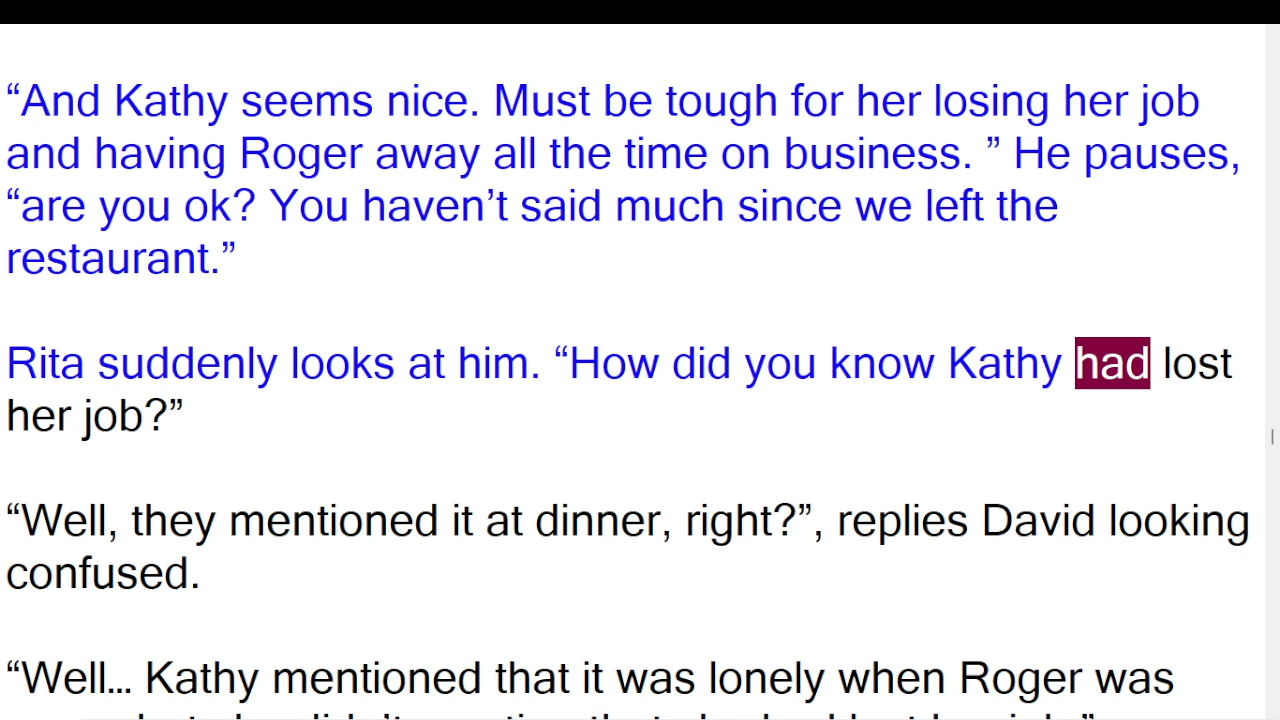 “And Kathy seems nice. Must be tough for her losing her job
and having Roger away all the time on business. ” He pauses,
“are you ok? You haven’t said much since we left the
restaurant.”
Rita suddenly looks at him. “How did you know Kathy had lost
her job?”
“Well, they mentioned it at dinner, right?”, replies David looking
confused.
“Well... Kathy mentioned that it was lonely when Roger was